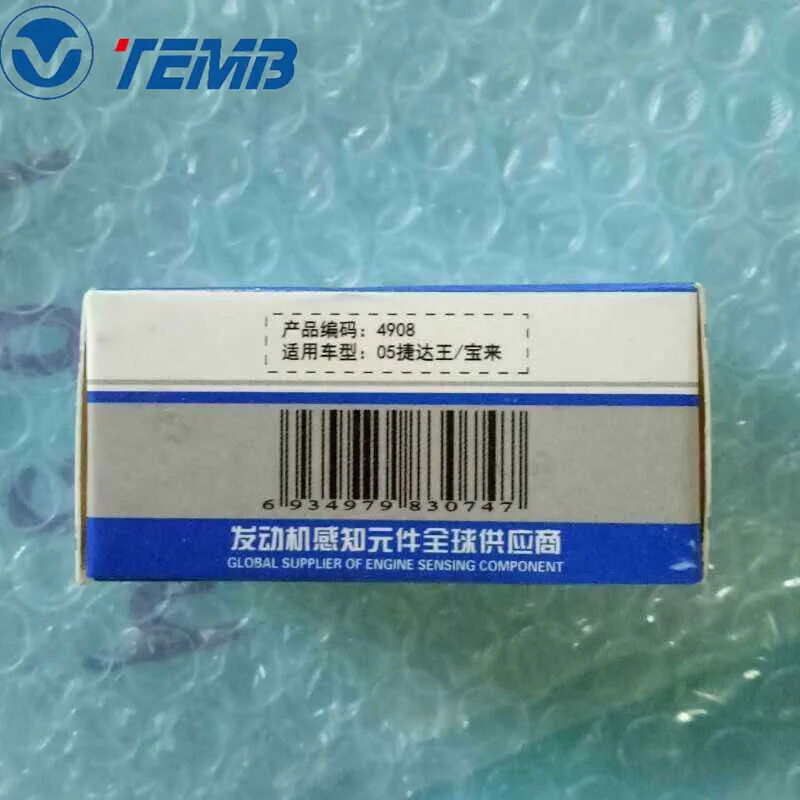 TEMB
产品编码：4908
适用车型：05捷达王/宝来
6 934979 830747
发动机感知元件全球供应商
GLOBAL SUPPLIER OF ENGINE SENSING COMPONENT